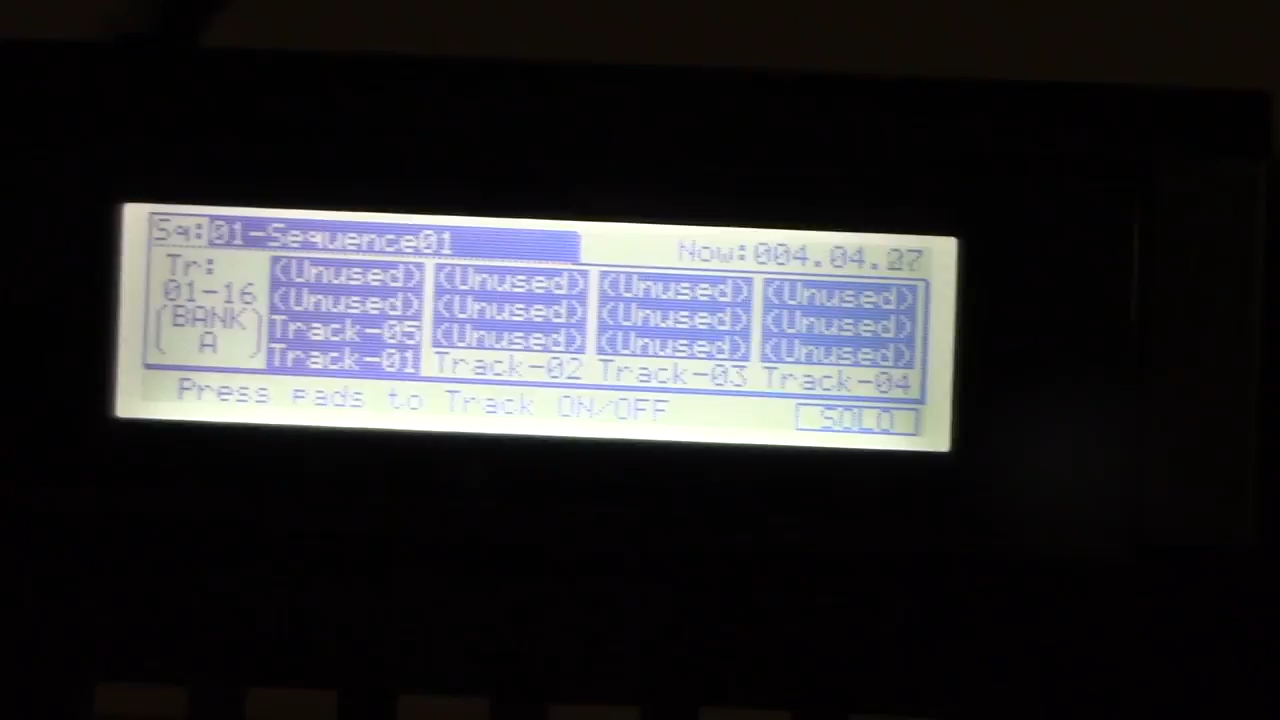 Sq:01-Sequence01 Now:004.04.
Tr: (Unused) (Unused) (Unused) (Unused)
01-16 (Unused) (Unused) (Unused) (Unused)
(BANK) Track-05 (Unused) (Unused) (Unused)
A Track-01 Track-02 Track-03 Track-04
Press Pads to Track ON/OFF SOLO